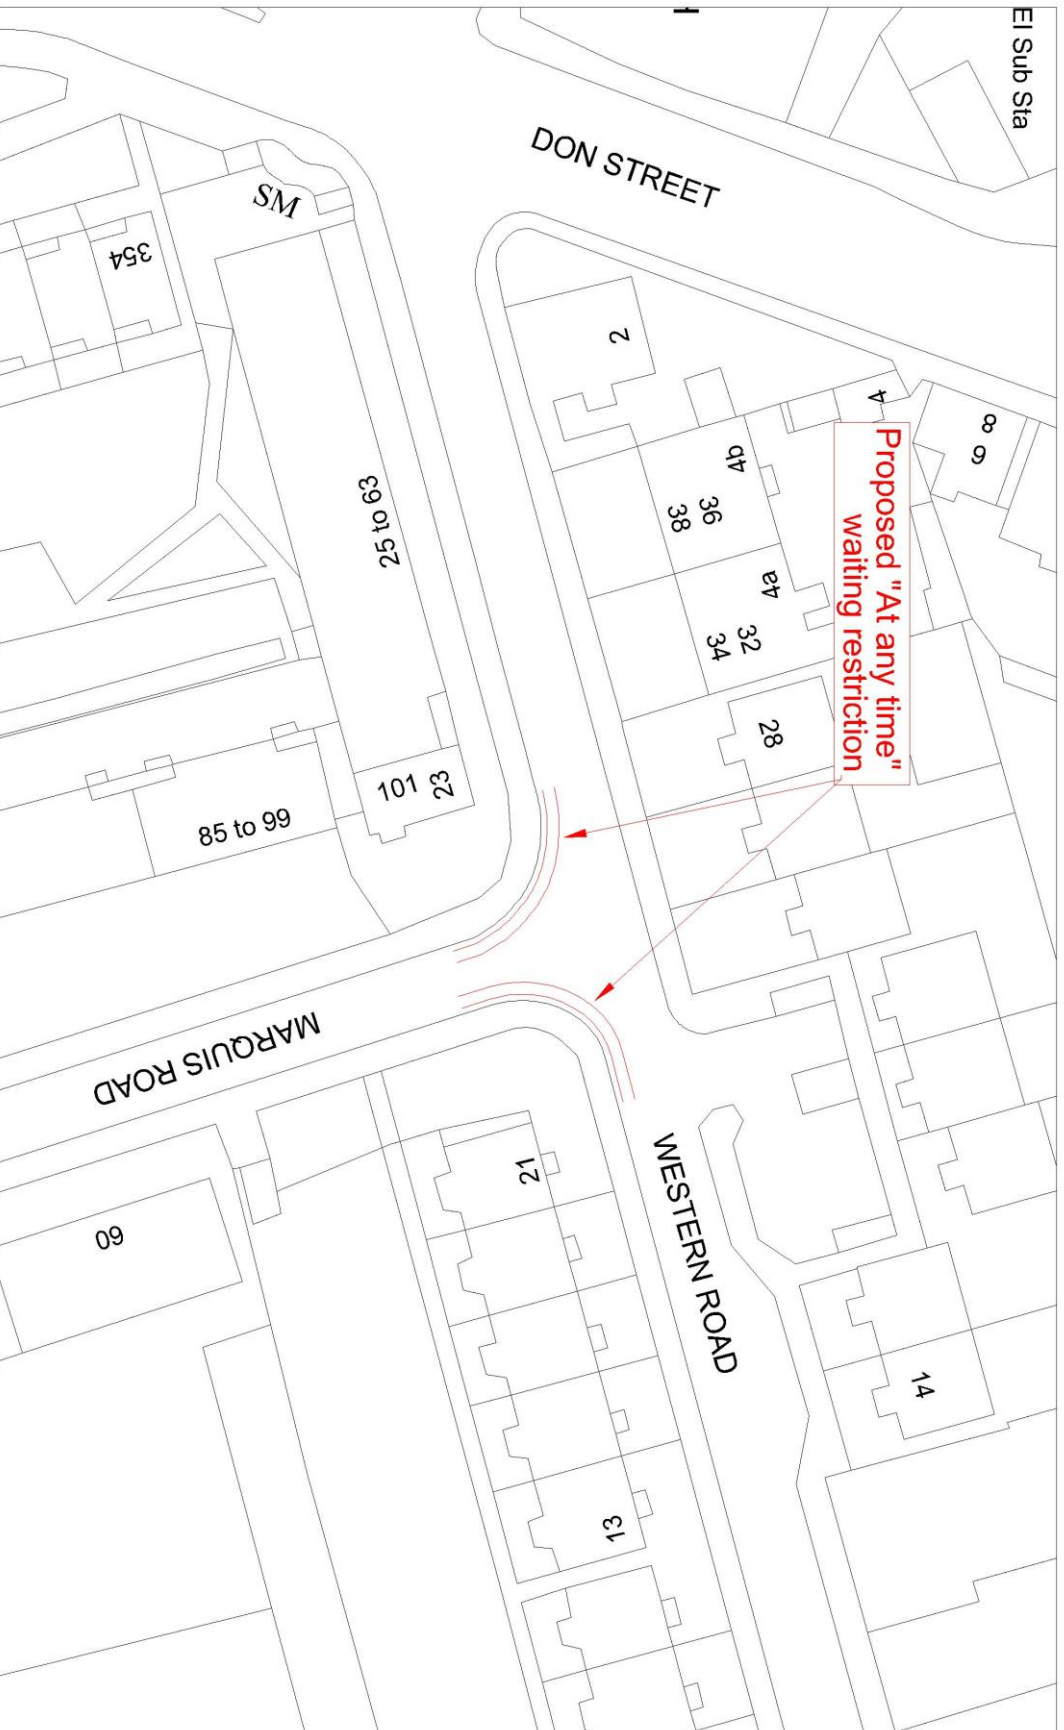 El Sub Sta
DON STREET
SM
354
2
4
8
6
4b
36
38
4a
32
34
28
25 to 63
Proposed "At any time"
waiting restriction
101
23
85 to 99
MARQUIS ROAD
WESTERN ROAD
21
60
14
13